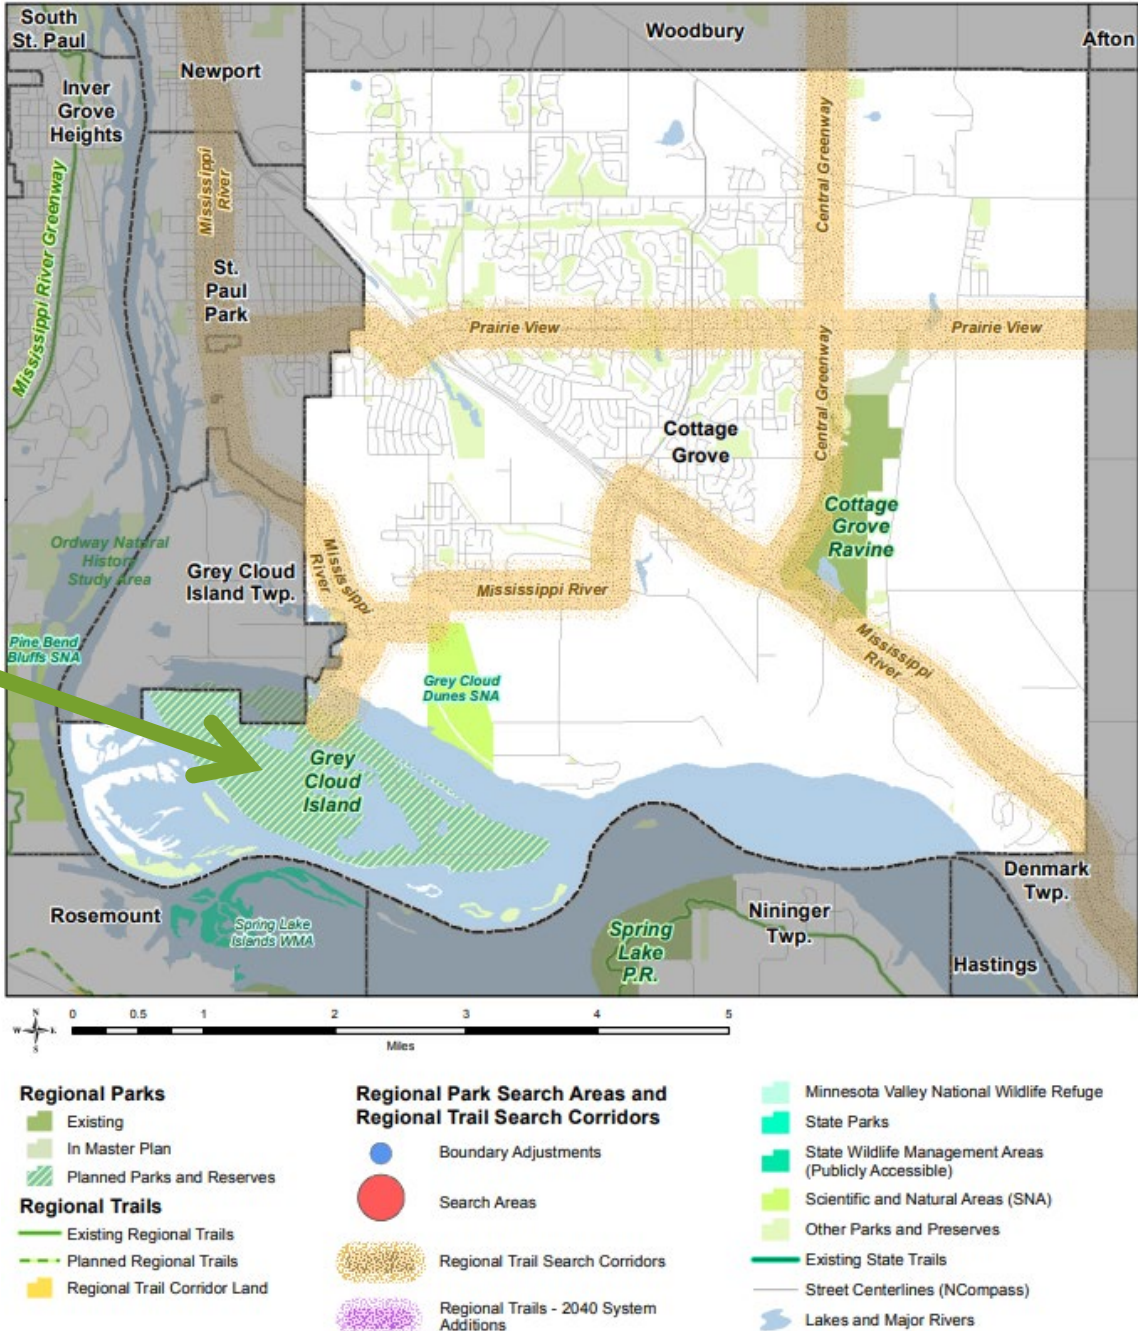 South
St. Paul
Newport
Woodbury
Afton
Inver
Grove
Heights
Mississippi River Greenway
Mississippi
River
Central Greenway
St.
Paul
Park
Prairie View
Prairie View
Central Greenway
Cottage
Grove
Cottage
Grove
Ravine
Ordway Natural
History
Study Area
Grey Cloud
Island Twp.
Mississippi
River
Mississippi River
Mississippi
River
Pine Bend
Bluffs SNA
Grey Cloud
Dunes SNA
Grey
Cloud
Island
Rosemount
Spring Lake
Islands WMA
Spring
Lake
P.R.
Nininger
Twp.
Denmark
Twp.
Hastings
N
W E
S
0 0.5 1 2 3 4 5
Miles
Regional Parks
Existing
In Master Plan
Planned Parks and Reserves
Regional Trails
Existing Regional Trails
Planned Regional Trails
Regional Trail Corridor Land
Regional Park Search Areas and
Regional Trail Search Corridors
Boundary Adjustments
Search Areas
Regional Trail Search Corridors
Regional Trails - 2040 System
Additions
Minnesota Valley National Wildlife Refuge
State Parks
State Wildlife Management Areas
(Publicly Accessible)
Scientific and Natural Areas (SNA)
Other Parks and Preserves
Existing State Trails
Street Centerlines (NCompass)
Lakes and Major Rivers